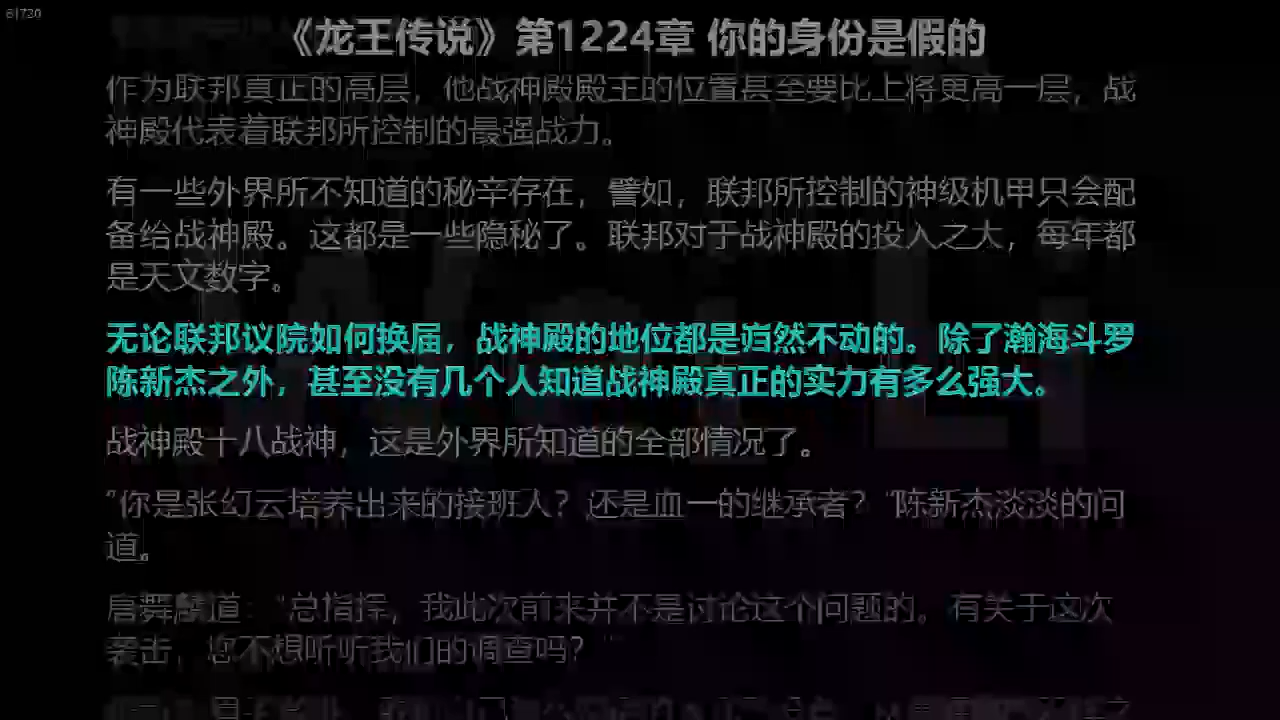 6|730
《龙王传说》第1224章 你的身份是假的
作为联邦真正的高层，他战神殿殿主的位置甚至要比上将更高一层，战
神殿代表着联邦所控制的最强战力。
有一些外界所不知道的秘辛存在，譬如，联邦所控制的神级机甲只会配
备给战神殿。这都是一些隐秘了。联邦对于战神殿的投入之大，每年都
是天文数字。
无论联邦议院如何换届，战神殿的地位都是岿然不动的。除了瀚海斗罗
陈新杰之外，甚至没有几个人知道战神殿真正的实力有多么强大。
战神殿十八战神，这是外界所知道的全部情况了。
“你是张幻云培养出来的接班人？还是血一的继承者？”陈新杰淡淡的问
道。
唐舞麟道：“总指挥，我此次前来并不是讨论这个问题的。有关于这次
袭击，您不想听听我们的调查吗？”